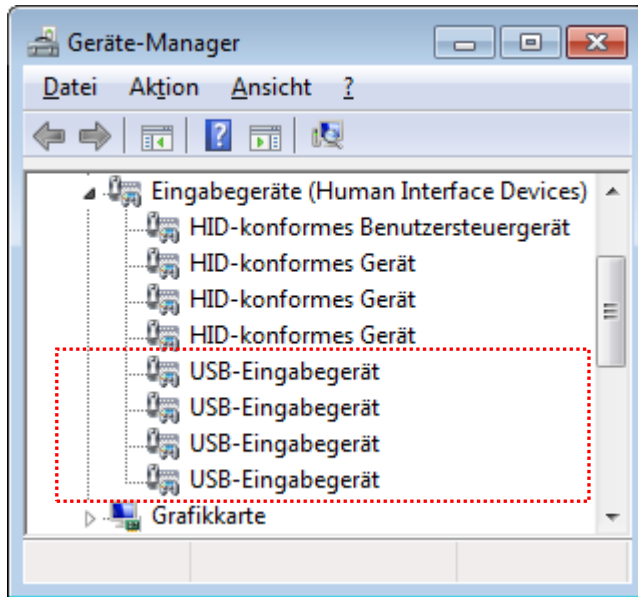 Geräte-Manager
Datei Aktion Ansicht ?
Eingabegeräte (Human Interface Devices)
HID-konformes Benutzersteuergerät
HID-konformes Gerät
HID-konformes Gerät
HID-konformes Gerät
USB-Eingabegerät
USB-Eingabegerät
USB-Eingabegerät
USB-Eingabegerät
Grafikkarte